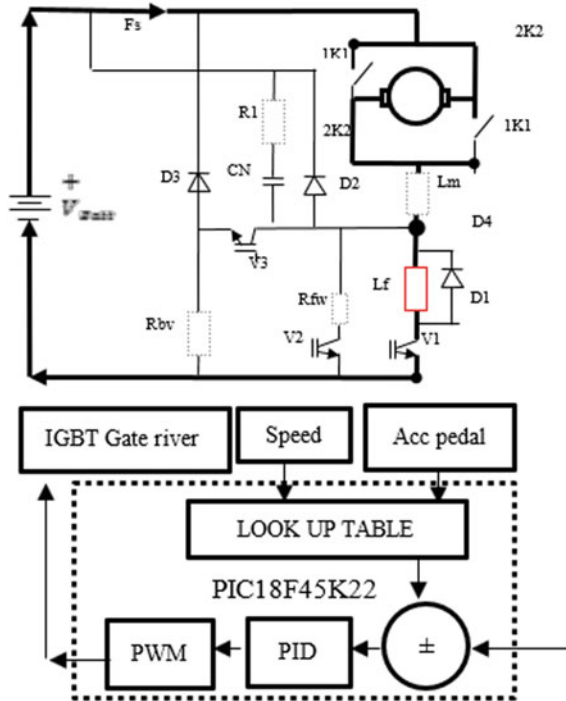 Fs
2K2
1K1
R1
2K2
1K1
D3
CN
D2
Lm
+
D4
V3
Lf
Rfw
D1
Rbv
V2
V1
IGBT Gate river
Speed
Acc pedal
LOOK UP TABLE
PIC18F45K22
PWM
PID
±